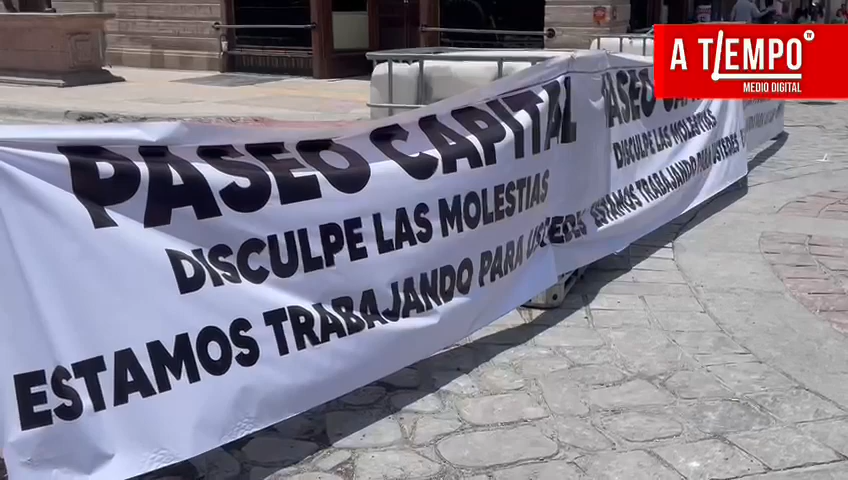 A TIEMPO TV
MEDIO DIGITAL
PASEO CAPITAL
DISCULPE LAS MOLESTIAS
ESTAMOS TRABAJANDO PARA USTEDES
PASEO
DISCULPE LAS MOLESTIAS
ESTAMOS TRABAJANDO PARA USTEDES